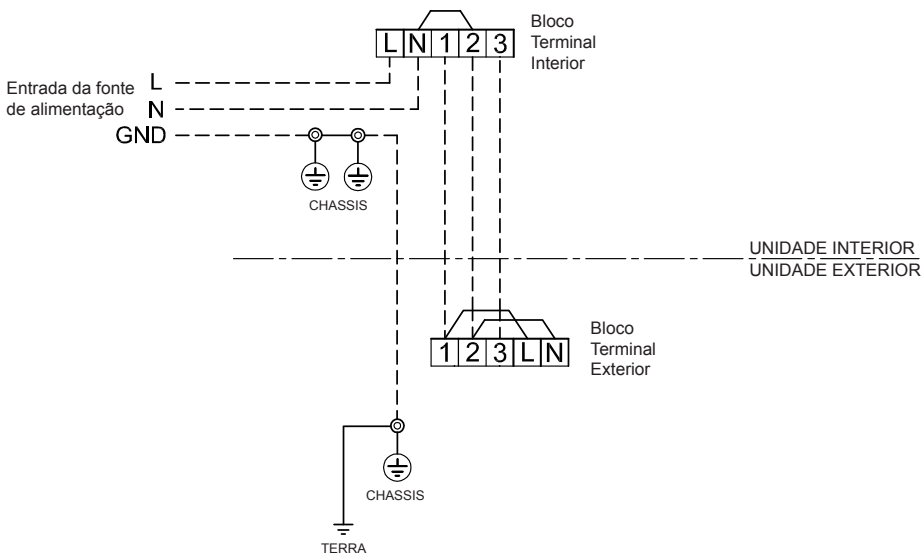 Bloco
Terminal
Interior
L N 1 2 3
Entrada da fonte
de alimentação
L
N
GND
CHASSIS
UNIDADE INTERIOR
UNIDADE EXTERIOR
Bloco
Terminal
Exterior
1 2 3 L N
CHASSIS
TERRA